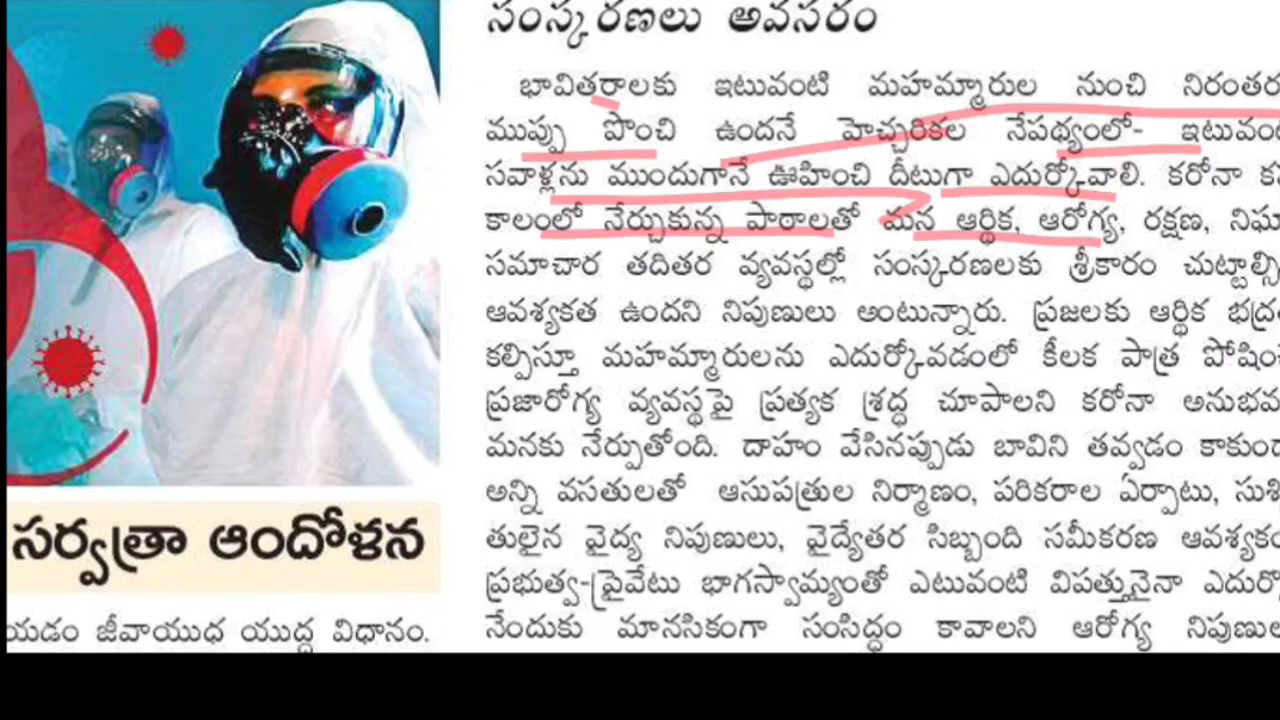 సంస్కరణలు అవసరం
భావితరాలకు ఇటువంటి మహమ్మారుల నుంచి నిరంతర
ముప్పు పొంచి ఉందనే హెచ్చరికల నేపథ్యంలో- ఇటువంటి
సవాళ్లను ముందుగానే ఊహించి దీటుగా ఎదుర్కోవాలి. కరోనా
కాలంలో నేర్చుకున్న పాఠాలతో మన ఆర్థిక, ఆరోగ్య, రక్షణ, నిఘా
సమాచార తదితర వ్యవస్థల్లో సంస్కరణలకు శ్రీకారం చుట్టాల్సి
ఆవశ్యకత ఉందని నిపుణులు అంటున్నారు. ప్రజలకు ఆర్థిక భద్రత
కల్పిస్తూ మహమ్మారులను ఎదుర్కోవడంలో కీలక పాత్ర పోషించే
ప్రజారోగ్య వ్యవస్థపై ప్రత్యక శ్రద్ధ చూపాలని కరోనా అనుభవ
మనకు నేర్పుతోంది. దాహం వేసినప్పుడు బావిని తవ్వడం కాకుండా
అన్ని వసతులతో ఆసుపత్రుల నిర్మాణం, పరికరాల ఏర్పాటు, సుశి
తులైన వైద్య నిపుణులు, వైద్యేతర సిబ్బంది సమీకరణ ఆవశ్యకం
ప్రభుత్వ-ప్రైవేటు భాగస్వామ్యంతో ఎటువంటి విపత్తునైనా ఎదుర్కొ
నేందుకు మానసికంగా సంసిద్ధం కావాలని ఆరోగ్య నిపుణుల
సర్వత్రా ఆందోళన
యడం జీవాయుధ యుద్ధ విధానం.